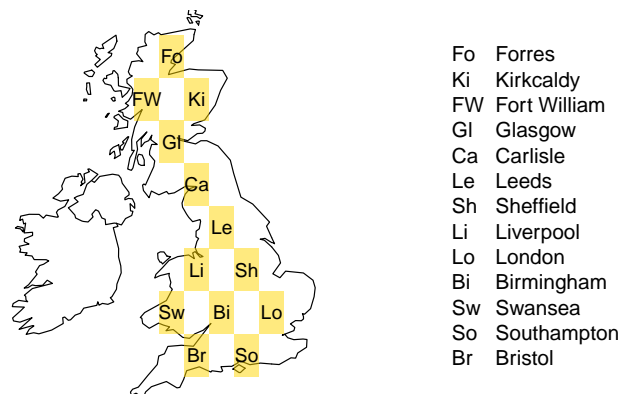 Fo
FW Ki
Gl
Ca
Le
Li Sh
Sw Bi Lo
Br So
Fo Forres
Ki Kirkcaldy
FW Fort William
Gl Glasgow
Ca Carlisle
Le Leeds
Sh Sheffield
Li Liverpool
Lo London
Bi Birmingham
Sw Swansea
So Southampton
Br Bristol